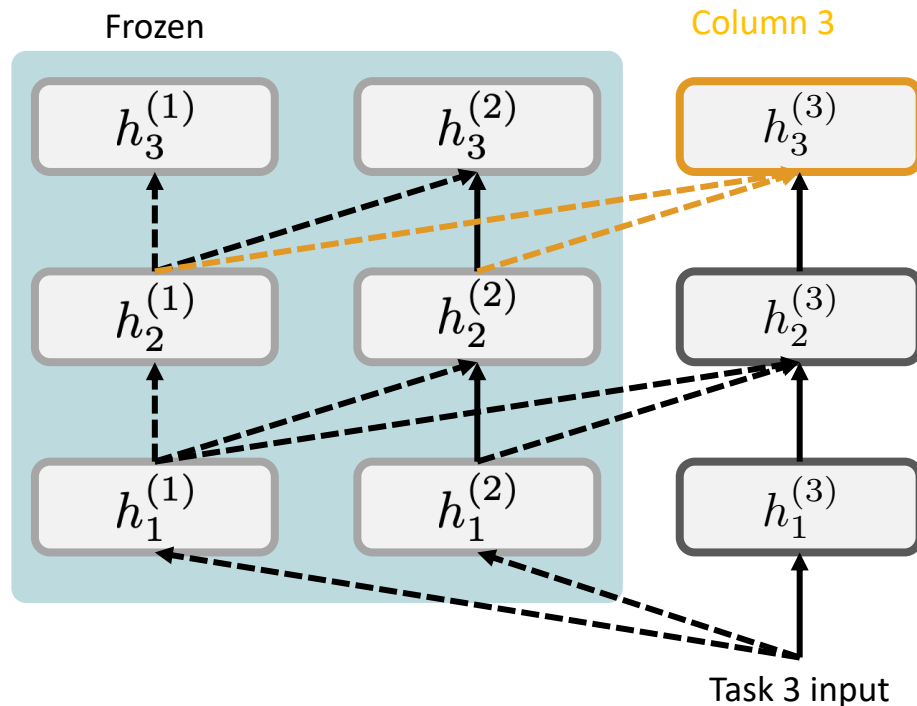 Frozen
Column 3
h_3^{(1)}
h_3^{(2)}
h_3^{(3)}
h_2^{(1)}
h_2^{(2)}
h_2^{(3)}
h_1^{(1)}
h_1^{(2)}
h_1^{(3)}
Task 3 input